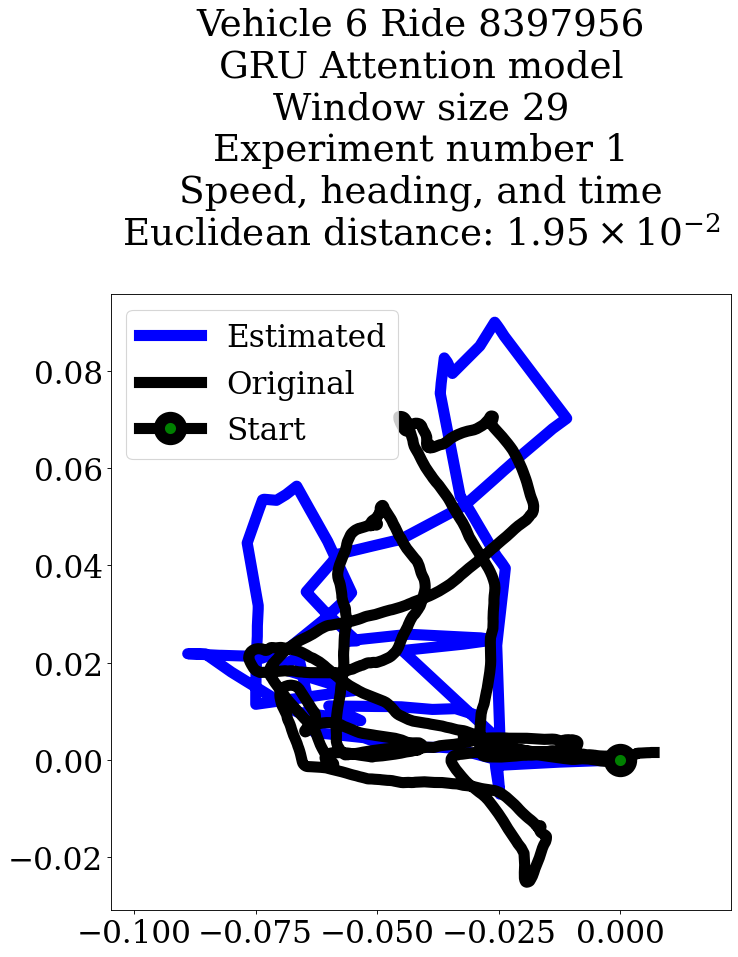 Vehicle 6 Ride 8397956
GRU Attention model
Window size 29
Experiment number 1
Speed, heading, and time
Euclidean distance: 1.95 × 10⁻²
Estimated
Original
Start
0.08
0.06
0.04
0.02
0.00
−0.02
−0.100 −0.075 −0.050 −0.025 0.000